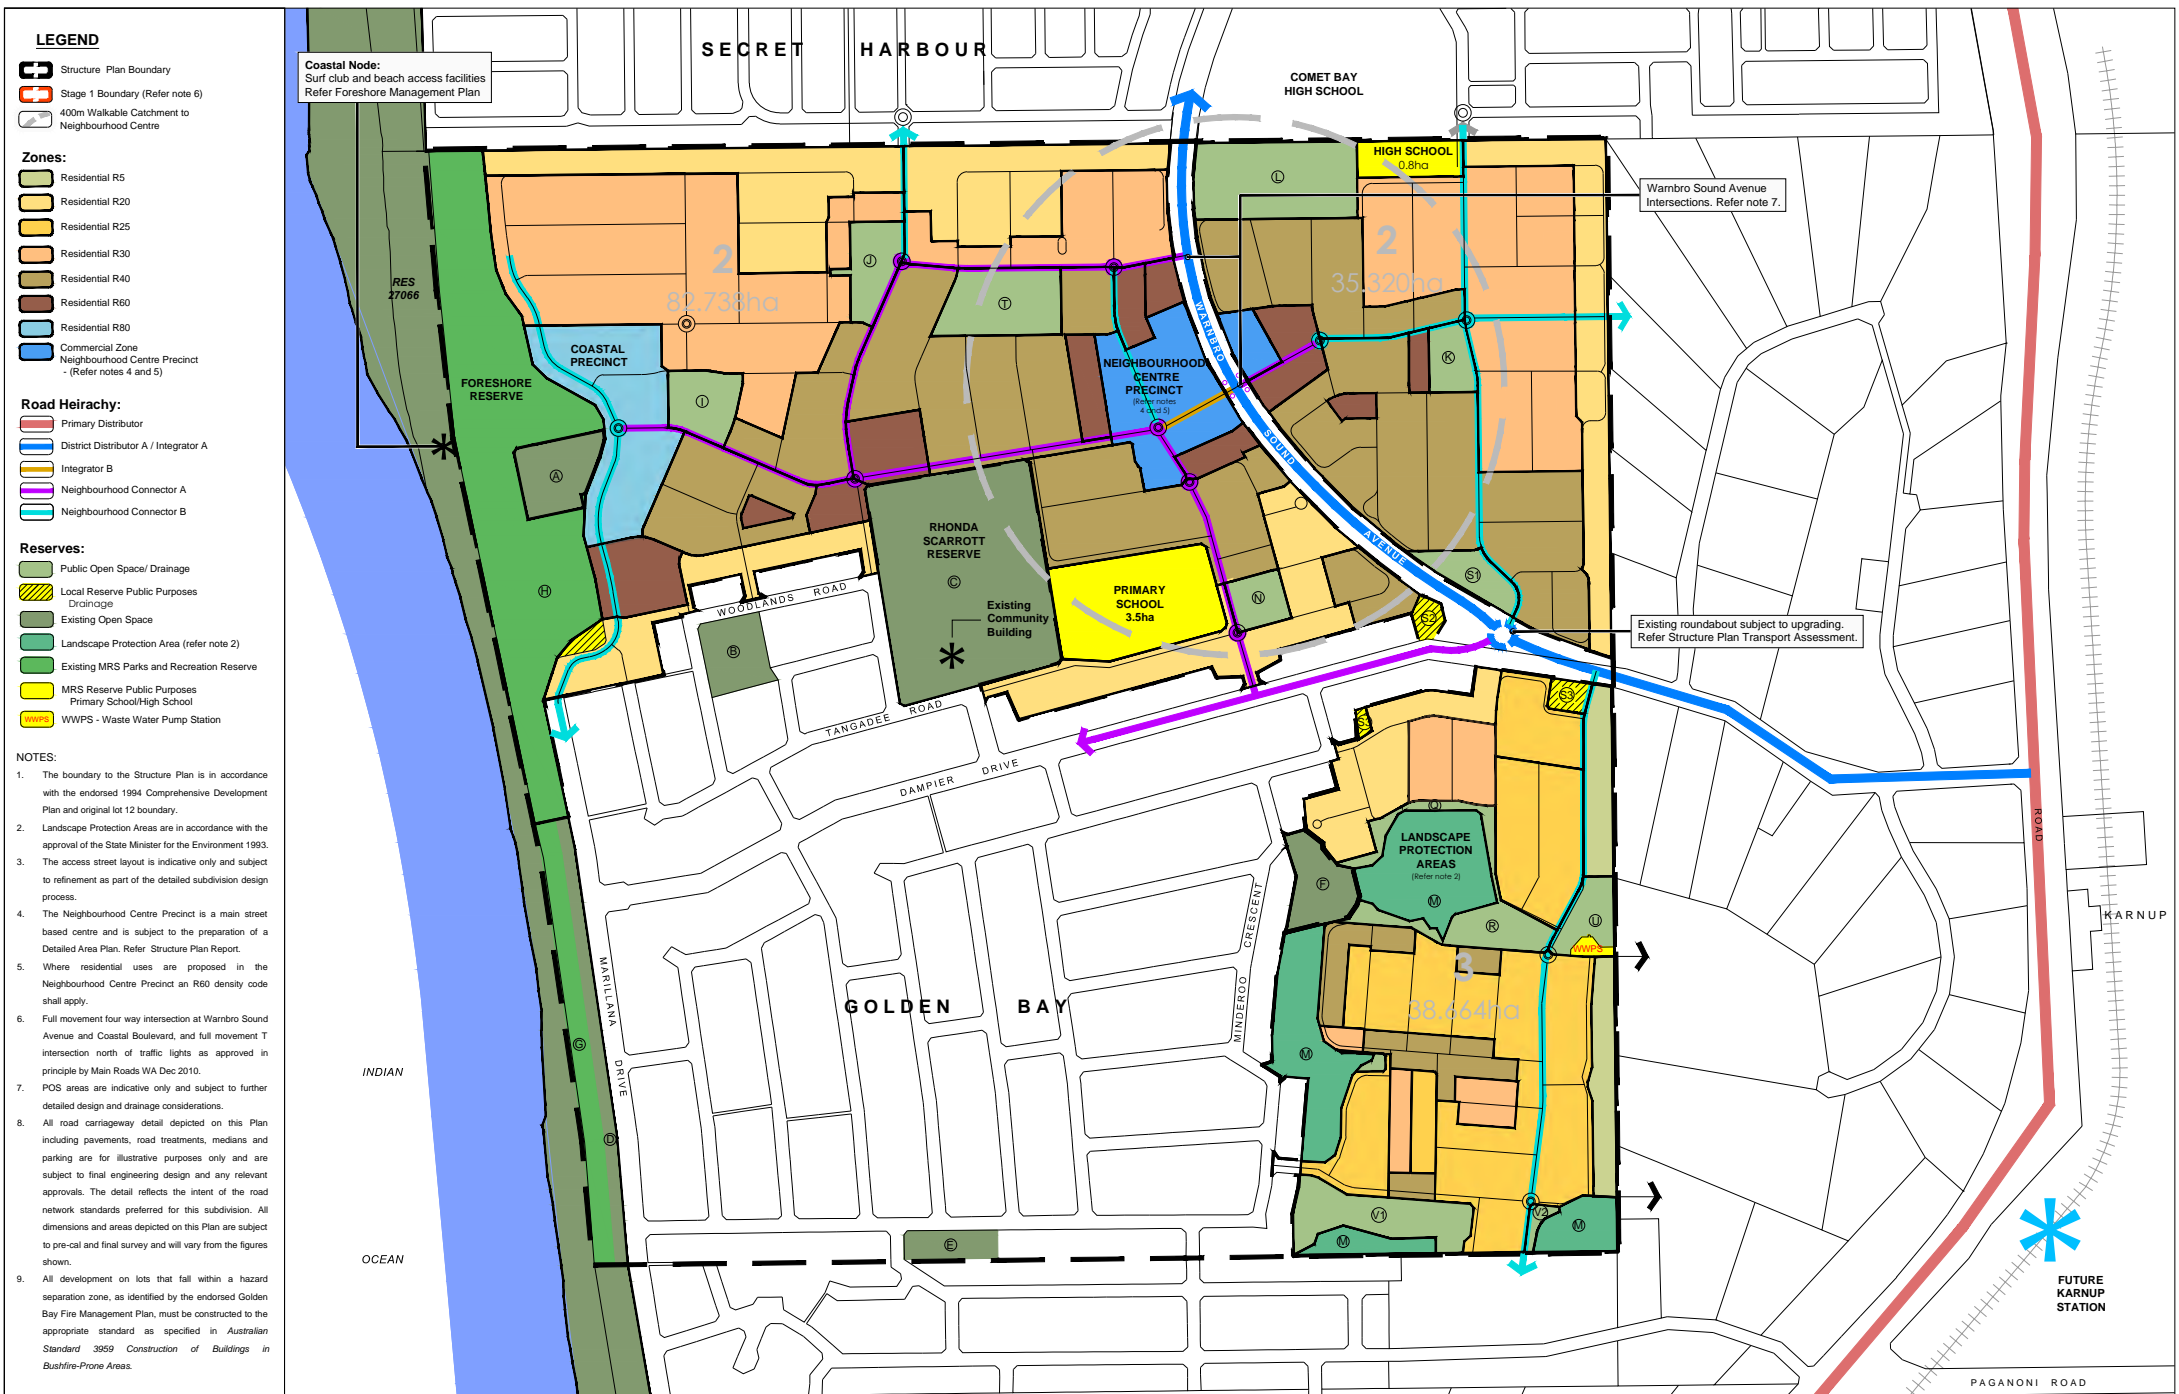 LEGEND
Structure Plan Boundary
Stage 1 Boundary (Refer note 6)
400m Walkable Catchment to
Neighbourhood Centre
Zones:
Residential R5
Residential R20
Residential R25
Residential R30
Residential R40
Residential R60
Residential R80
Commercial Zone
Neighbourhood Centre Precinct
- (Refer notes 4 and 5)
Road Heirachy:
Primary Distributor
District Distributor A / Integrator A
Integrator B
Neighbourhood Connector A
Neighbourhood Connector B
Reserves:
Public Open Space/ Drainage
Local Reserve Public Purposes
Drainage
Existing Open Space
Landscape Protection Area (refer note 2)
Existing MRS Parks and Recreation Reserve
MRS Reserve Public Purposes
Primary School/High School
WWPS
WWPS - Waste Water Pump Station
NOTES:
1. The boundary to the Structure Plan is in accordance
with the endorsed 1994 Comprehensive Development
Plan and original lot 12 boundary.
2. Landscape Protection Areas are in accordance with the
approval of the State Minister for the Environment 1993.
3. The access street layout is indicative only and subject
to refinement as part of the detailed subdivision design
process.
4. The Neighbourhood Centre Precinct is a main street
based centre and is subject to the preparation of a
Detailed Area Plan. Refer Structure Plan Report.
5. Where residential uses are proposed in the
Neighbourhood Centre Precinct an R60 density code
shall apply.
6. Full movement four way intersection at Warnbro Sound
Avenue and Coastal Boulevard, and full movement T
intersection north of traffic lights as approved in
principle by Main Roads WA Dec 2010.
7. POS areas are indicative only and subject to further
detailed design and drainage considerations.
8. All road carriageway detail depicted on this Plan
including pavements, road treatments, medians and
parking are for illustrative purposes only and are
subject to final engineering design and any relevant
approvals. The detail reflects the intent of the road
network standards preferred for this subdivision. All
dimensions and areas depicted on this Plan are subject
to pre-cal and final survey and will vary from the figures
shown.
9. All development on lots that fall within a hazard
separation zone, as identified by the endorsed Golden
Bay Fire Management Plan, must be constructed to the
appropriate standard as specified in Australian
Standard 3959 Construction of Buildings in
Bushfire-Prone Areas.
SECRET HARBOUR
Coastal Node:
Surf club and beach access facilities
Refer Foreshore Management Plan
COMET BAY
HIGH SCHOOL
HIGH SCHOOL
0.8ha
L
Warnbro Sound Avenue
Intersections. Refer note 7.
2
82.738ha
J
T
2
35.320ha
RES
27066
WARNBRO
SOUND
AVENUE
COASTAL
PRECINCT
FORESHORE
RESERVE
I
NEIGHBOURHOOD
CENTRE
PRECINCT
(Refer notes
4 and 5)
K
A
RHONDA
SCARROTT
RESERVE
C
H
PRIMARY
SCHOOL
3.5ha
N
S1
S2
Existing
Community
Building
WOODLANDS ROAD
B
Existing roundabout subject to upgrading.
Refer Structure Plan Transport Assessment.
TANGADEE ROAD
DAMPIER DRIVE
S3
S3
Q
LANDSCAPE
PROTECTION
AREAS
(Refer note 2)
M
F
R
U
WWPS
ROAD
KARNUP
MARILLANA DRIVE
MINDEROO CRESCENT
GOLDEN BAY
3
38.664ha
G
M
D
INDIAN
OCEAN
V1
V2
M
M
E
FUTURE
KARNUP
STATION
PAGANONI ROAD